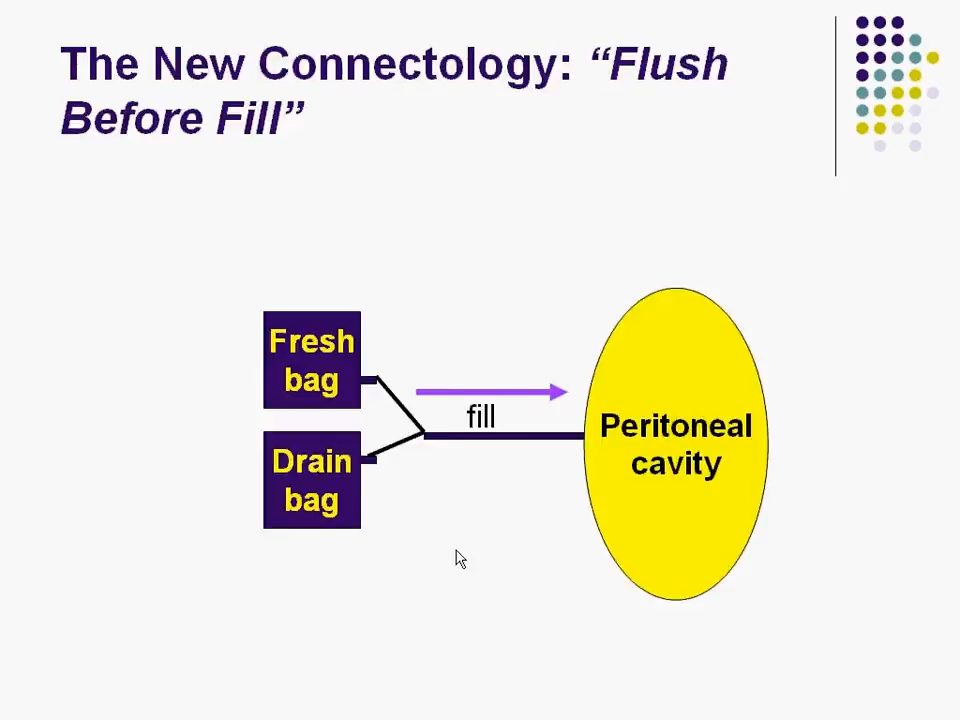 The New Connectology: “Flush
Before Fill”
Fresh
bag
fill
Drain
bag
Peritoneal
cavity